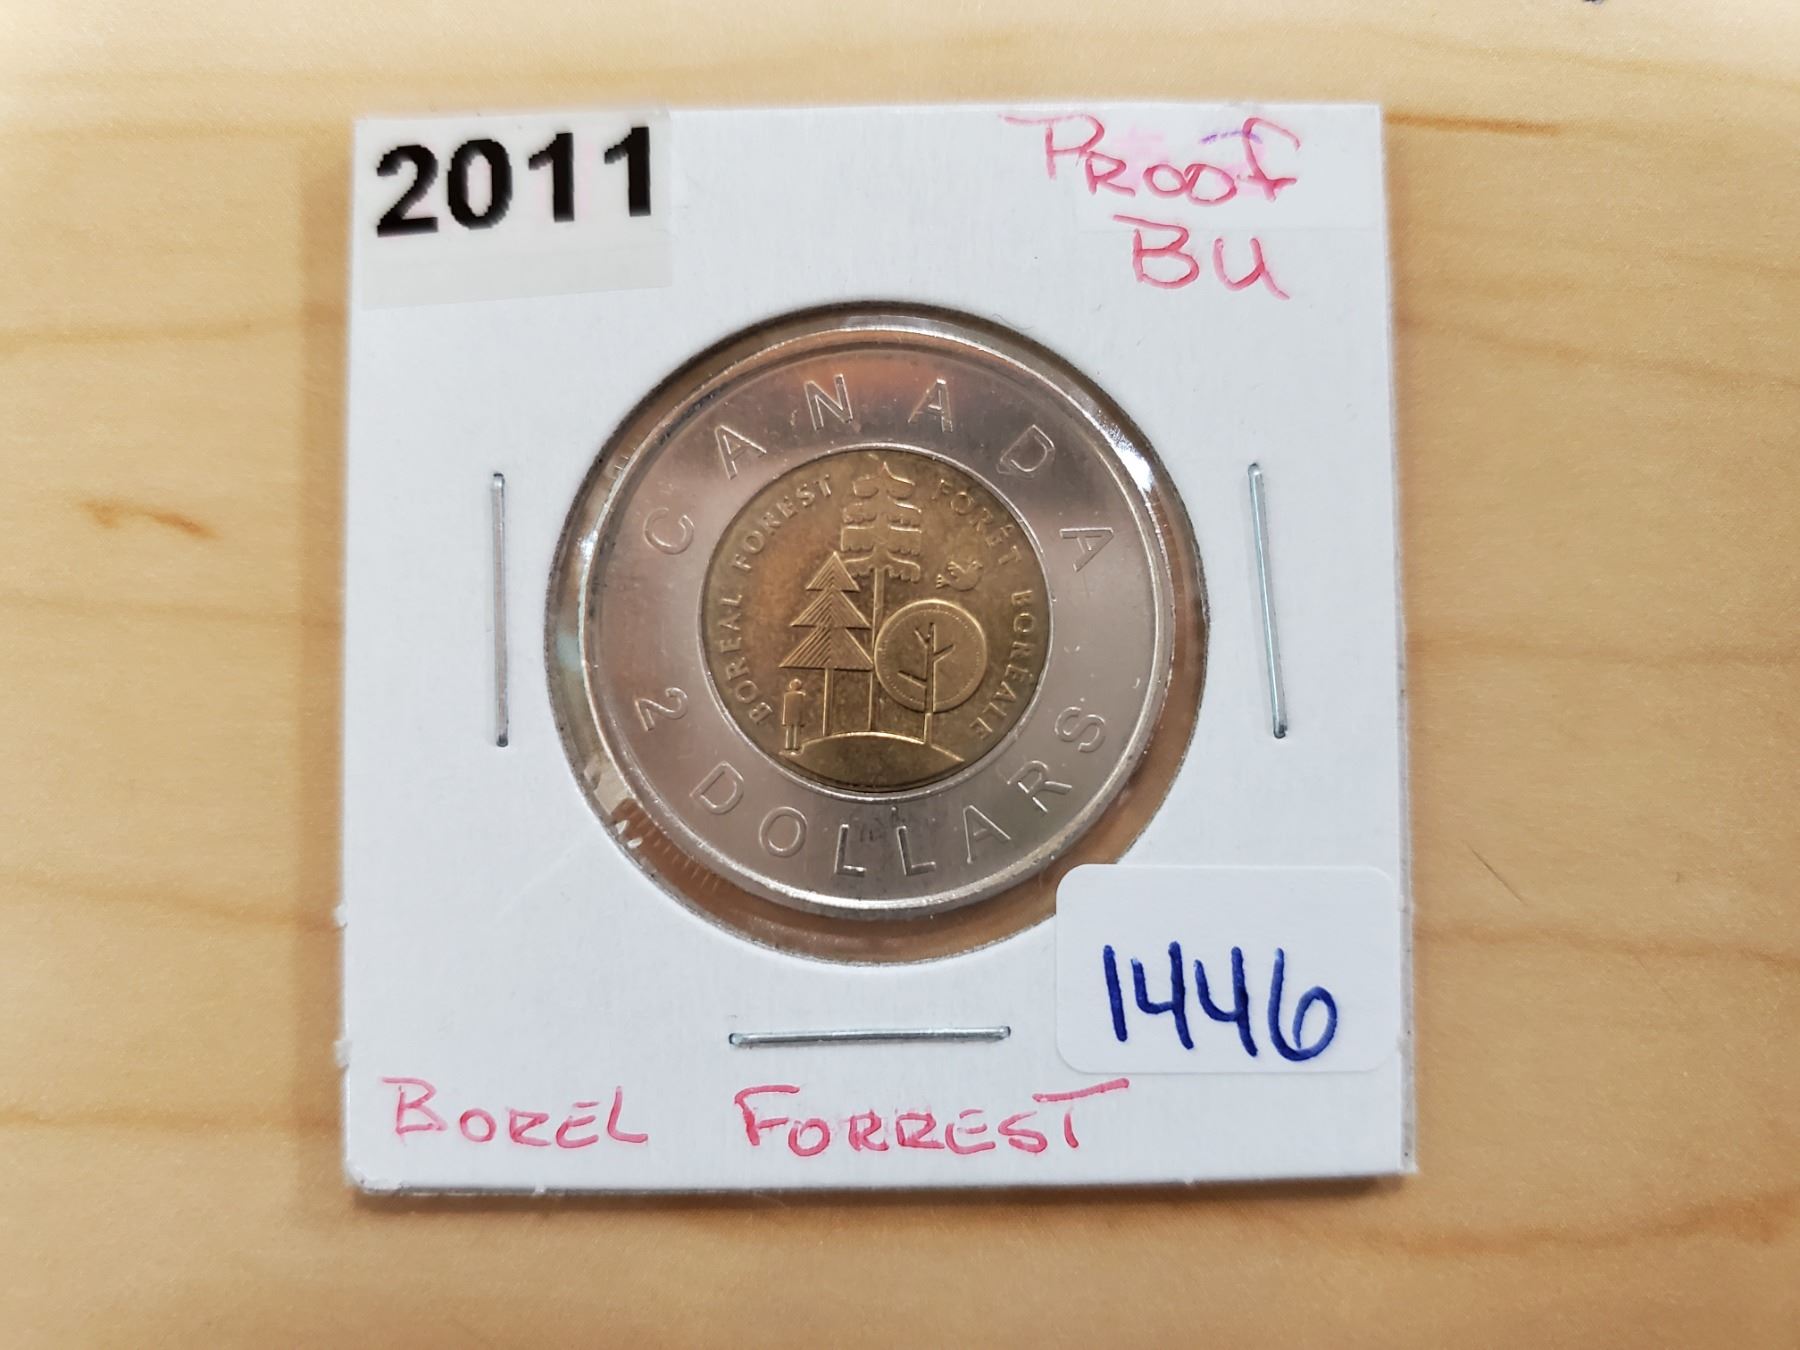 2011
PROOF
BU
CANADA
BOREAL FOREST FORÊT BORÉALE
2 DOLLARS
1446
BOREL FORREST